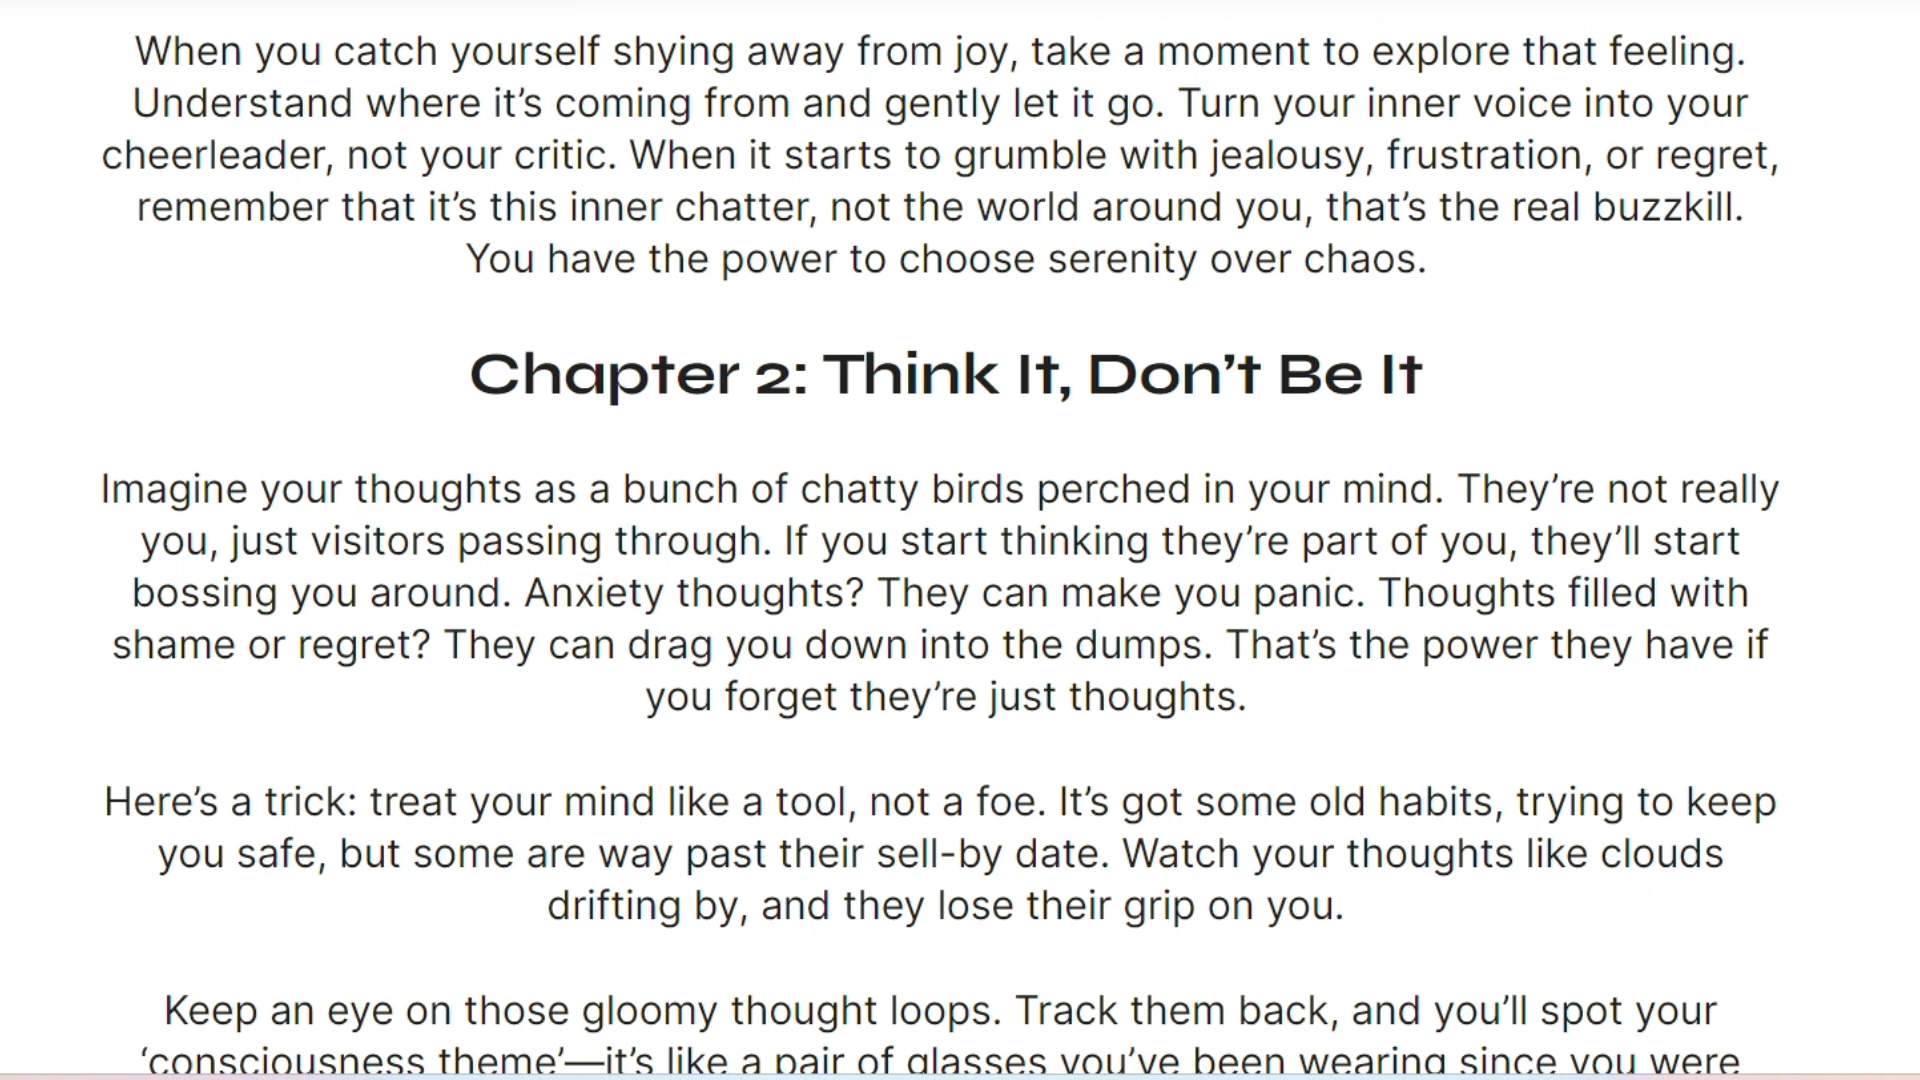 When you catch yourself shying away from joy, take a moment to explore that feeling.
Understand where it’s coming from and gently let it go. Turn your inner voice into your
cheerleader, not your critic. When it starts to grumble with jealousy, frustration, or regret,
remember that it’s this inner chatter, not the world around you, that’s the real buzzkill.
You have the power to choose serenity over chaos.
Chapter 2: Think It, Don’t Be It
Imagine your thoughts as a bunch of chatty birds perched in your mind. They’re not really
you, just visitors passing through. If you start thinking they’re part of you, they’ll start
bossing you around. Anxiety thoughts? They can make you panic. Thoughts filled with
shame or regret? They can drag you down into the dumps. That’s the power they have if
you forget they’re just thoughts.
Here’s a trick: treat your mind like a tool, not a foe. It’s got some old habits, trying to keep
you safe, but some are way past their sell-by date. Watch your thoughts like clouds
drifting by, and they lose their grip on you.
Keep an eye on those gloomy thought loops. Track them back, and you’ll spot your
‘consciousness theme’—it’s like a pair of glasses you’ve been wearing since you were